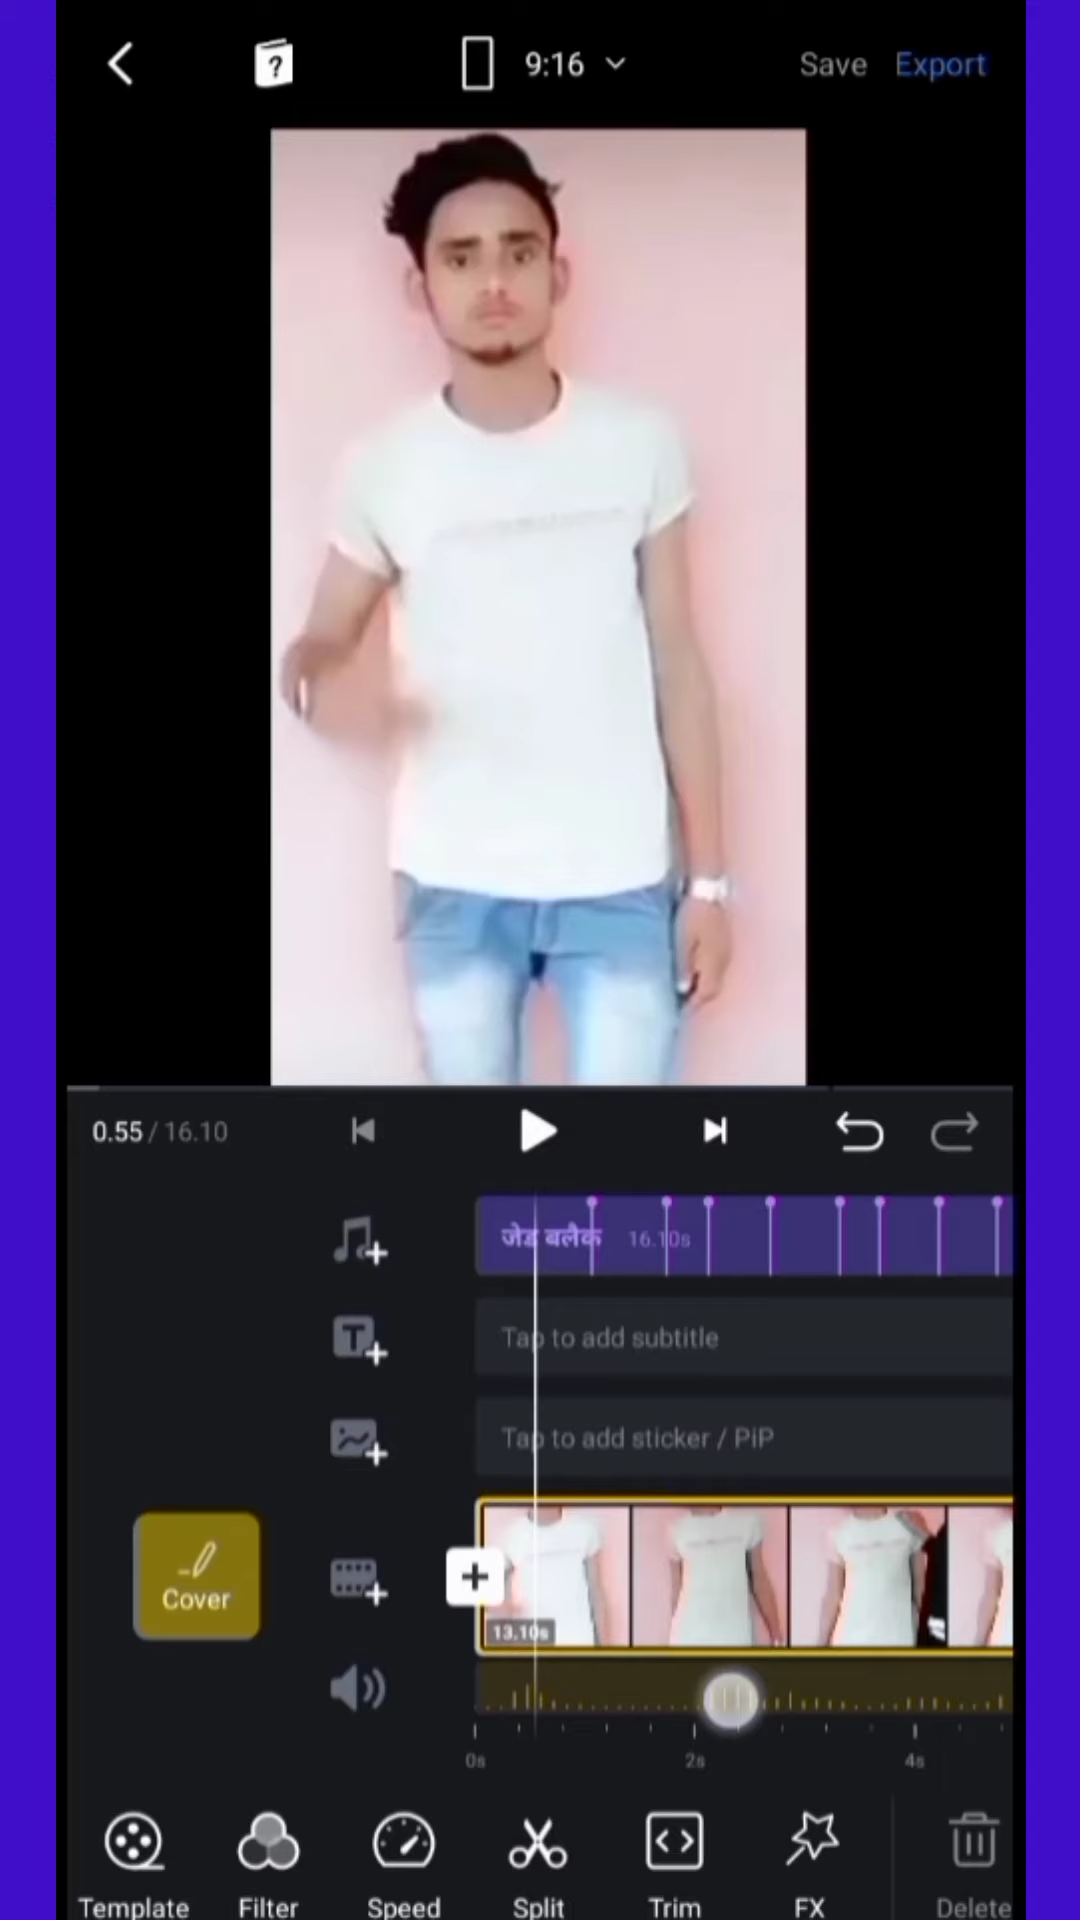 ?
9:16
Save
Export
0.55 / 16.10
जेड बलैक 16.10s
Tap to add subtitle
Tap to add sticker / PiP
Cover
13.10s
0s 2s 4s
Template Filter Speed Split Trim FX Delete